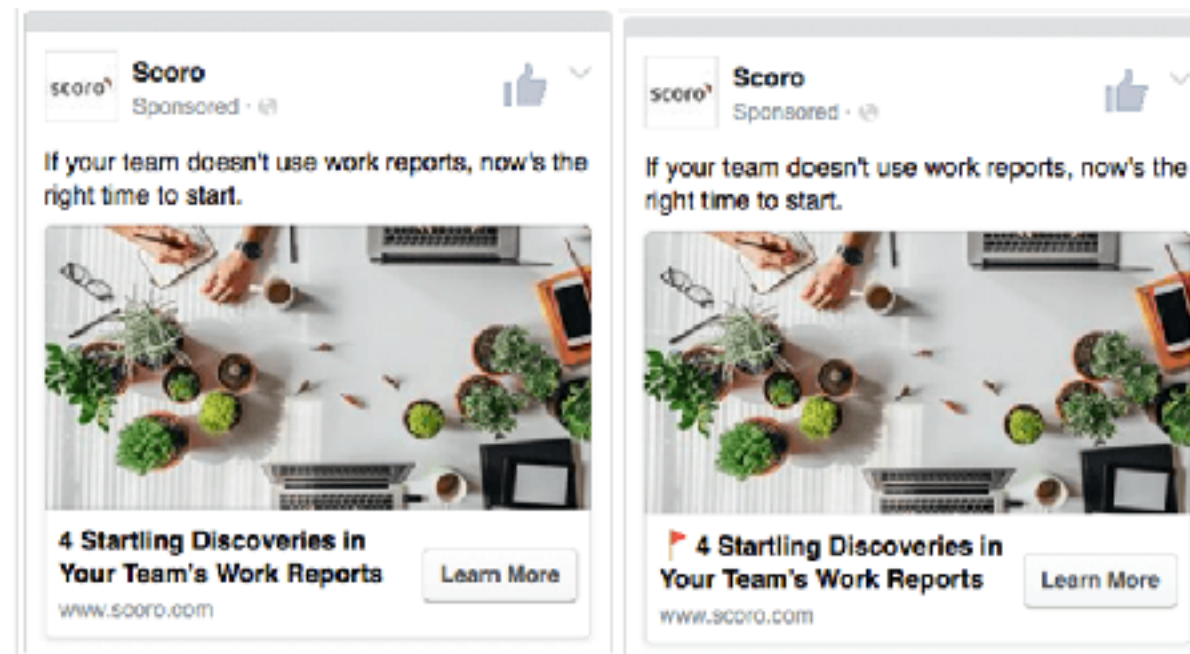 scoro
Scoro
Sponsored ·
If your team doesn't use work reports, now's the
right time to start.
4 Startling Discoveries in
Your Team's Work Reports
Learn More
www.scoro.com
scoro
Scoro
Sponsored ·
If your team doesn't use work reports, now's the
right time to start.
🚩 4 Startling Discoveries in
Your Team's Work Reports
Learn More
www.scoro.com